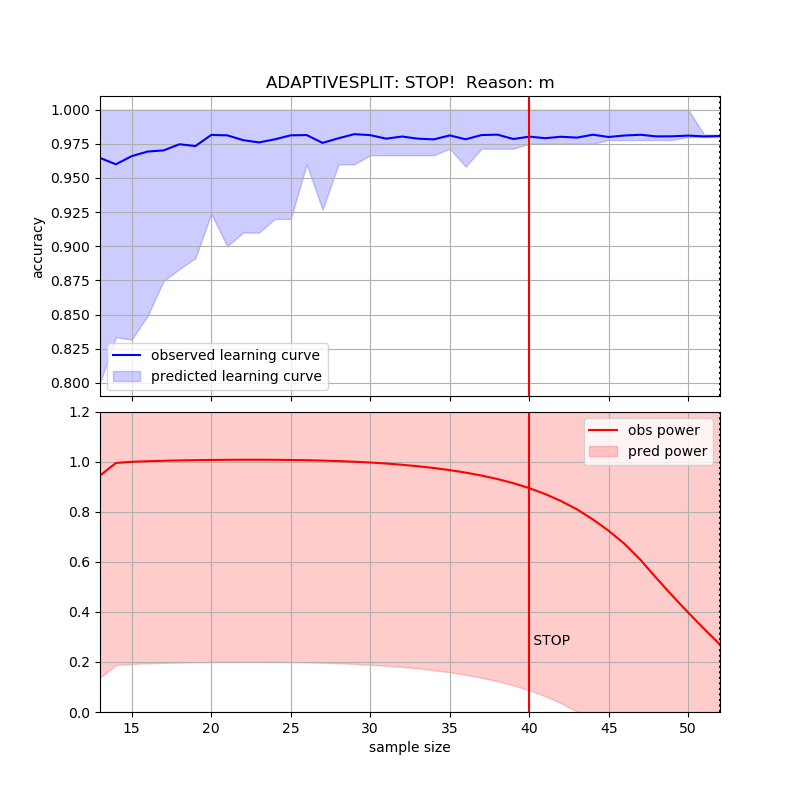 ADAPTIVESPLIT: STOP!  Reason: m
1.000
0.975
0.950
0.925
0.900
0.875
0.850
0.825
0.800
accuracy
observed learning curve
predicted learning curve
1.2
1.0
0.8
0.6
0.4
0.2
0.0
obs power
pred power
STOP
15 20 25 30 35 40 45 50
sample size